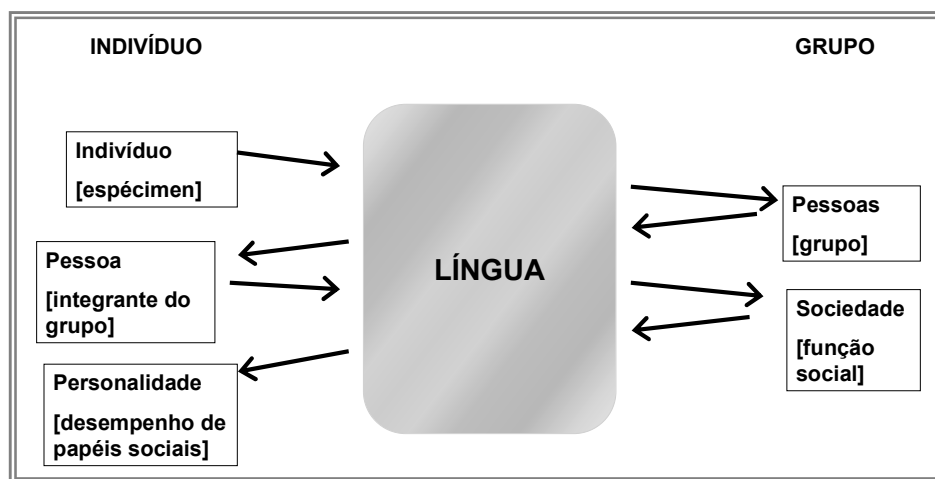 INDIVÍDUO
GRUPO
Indivíduo
[espécimen]
Pessoa
[integrante do
grupo]
Personalidade
[desempenho de
papéis sociais]
LÍNGUA
Pessoas
[grupo]
Sociedade
[função
social]